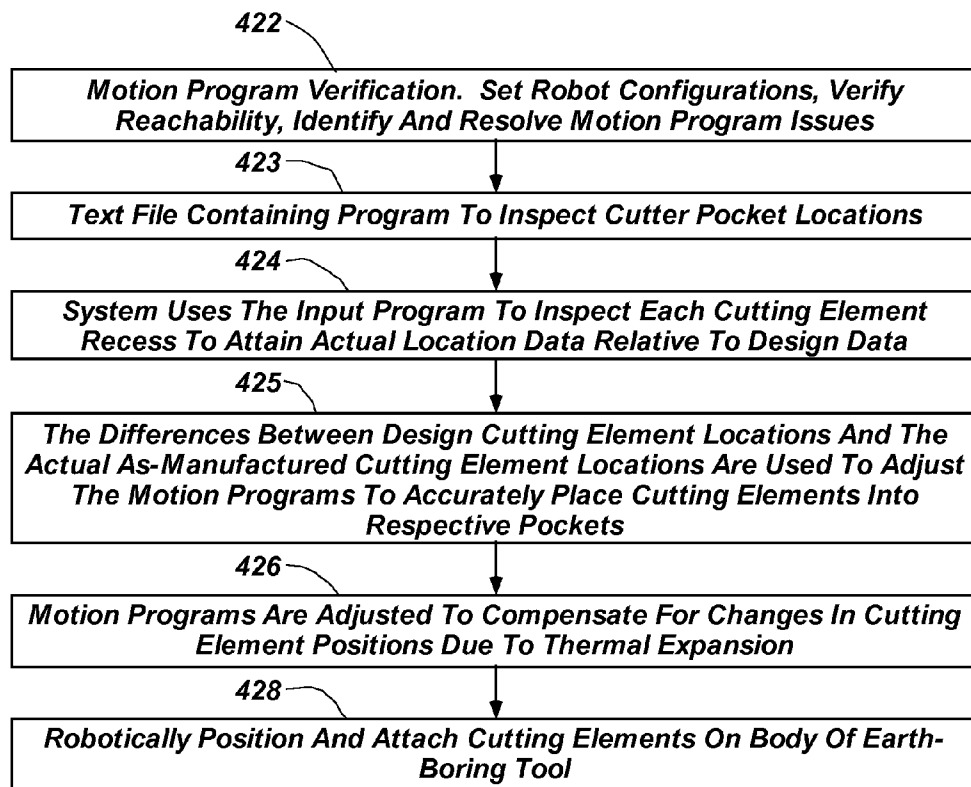 422
Motion Program Verification. Set Robot Configurations, Verify
Reachability, Identify And Resolve Motion Program Issues
423
Text File Containing Program To Inspect Cutter Pocket Locations
424
System Uses The Input Program To Inspect Each Cutting Element
Recess To Attain Actual Location Data Relative To Design Data
425
The Differences Between Design Cutting Element Locations And The
Actual As-Manufactured Cutting Element Locations Are Used To Adjust
The Motion Programs To Accurately Place Cutting Elements Into
Respective Pockets
426
Motion Programs Are Adjusted To Compensate For Changes In Cutting
Element Positions Due To Thermal Expansion
428
Robotically Position And Attach Cutting Elements On Body Of Earth-
Boring Tool